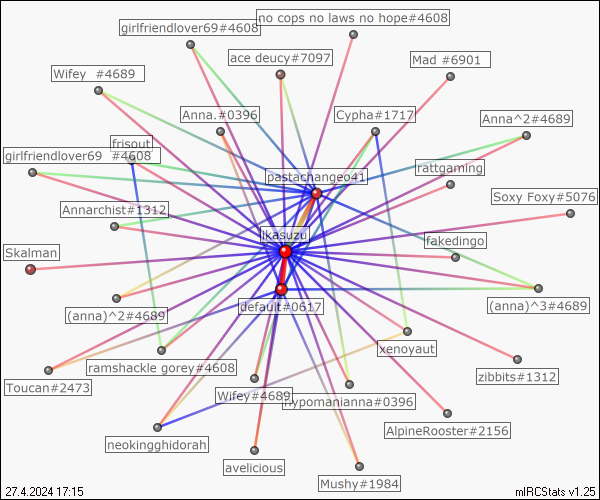 no cops no laws no hope#4608
girlfriendlover69#4608
ace deucy#7097
Mad #6901
Wifey  #4689
Anna.#0396
Cypha#1717
Anna^2#4689
frisout
girlfriendlover69  #4608
pastachangeo41
rattgaming
Soxy Foxy#5076
Annarchist#1312
ikasuzu
fakedingo
Skalman
default#0617
(anna)^3#4689
(anna)^2#4689
xenoyaut
ramshackle gorey#4608
zibbits#1312
Toucan#2473
Wifey#4689
hypomanianna#0396
AlpineRooster#2156
neokingghidorah
avelicious
Mushy#1984
27.4.2024 17:15
mIRCStats v1.25